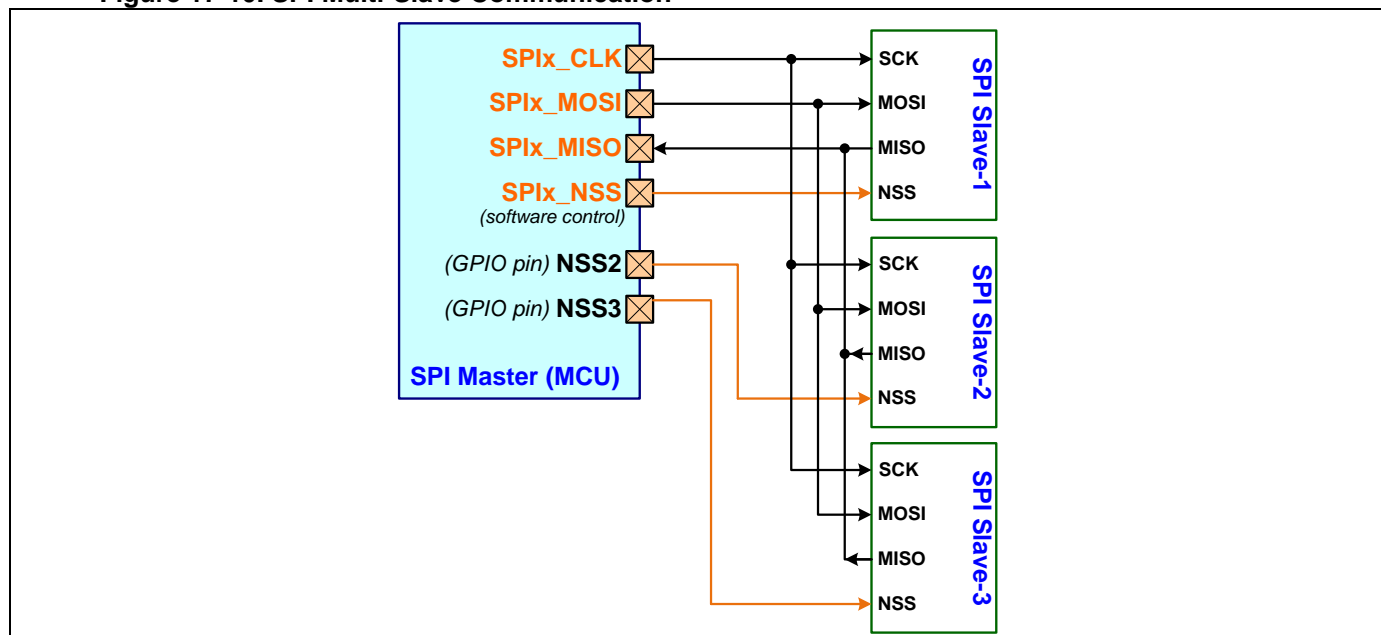 SPIx_CLK
SPIx_MOSI
SPIx_MISO
SPIx_NSS
(software control)
(GPIO pin) NSS2
(GPIO pin) NSS3
SPI Master (MCU)
SCK
MOSI
MISO
NSS
SPI Slave-1
SCK
MOSI
MISO
NSS
SPI Slave-2
SCK
MOSI
MISO
NSS
SPI Slave-3